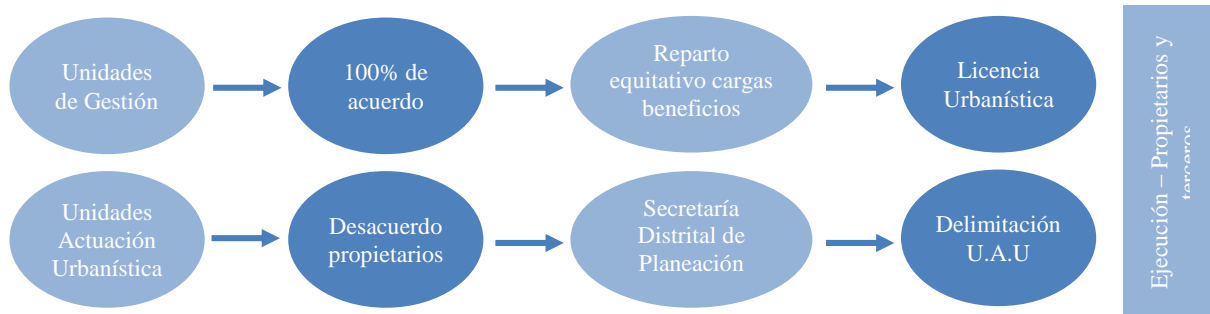 Unidades
de Gestión
100% de
acuerdo
Reparto
equitativo cargas
beneficios
Licencia
Urbanística
Unidades
Actuación
Urbanística
Desacuerdo
propietarios
Secretaría
Distrital de
Planeación
Delimitación
U.A.U
Ejecución – Propietarios y
terceros